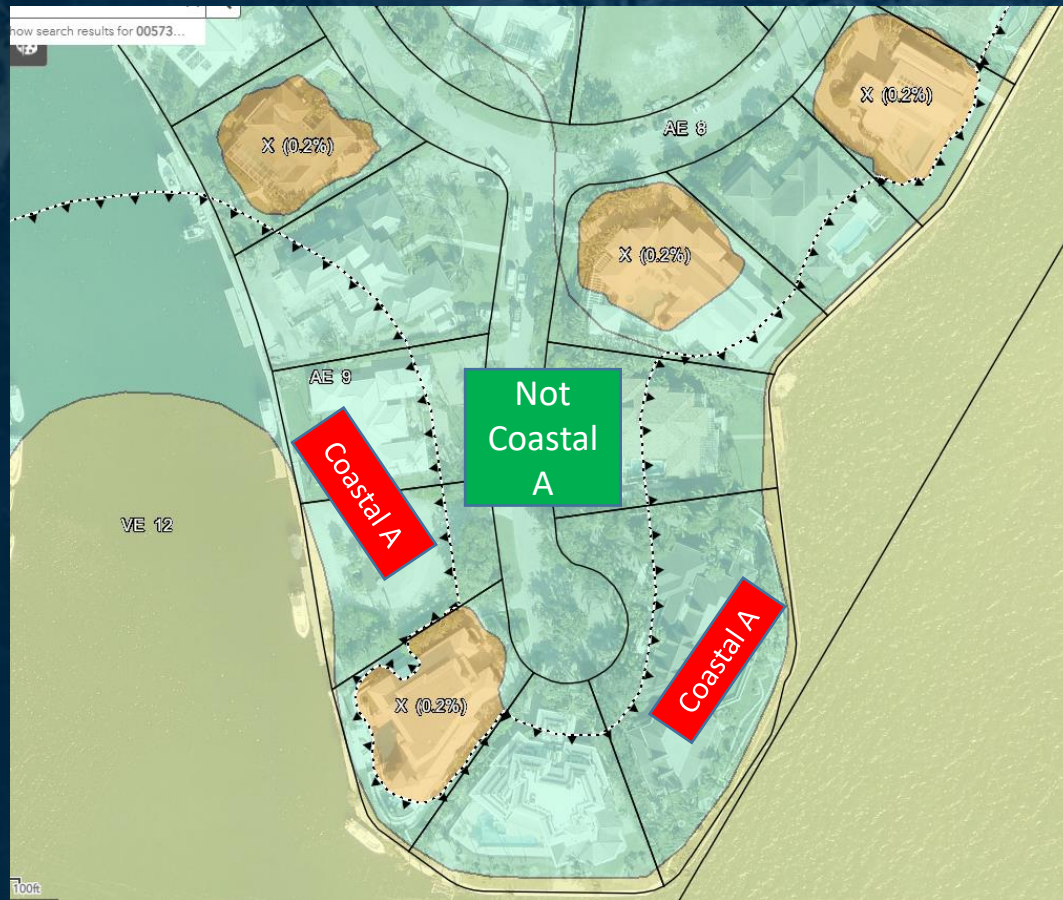 how search results for 00573...
X (0.2%)
AE 8
X (0.2%)
X (0.2%)
AE 9
Not
Coastal
A
Coastal A
VE 12
Coastal A
X (0.2%)
100ft